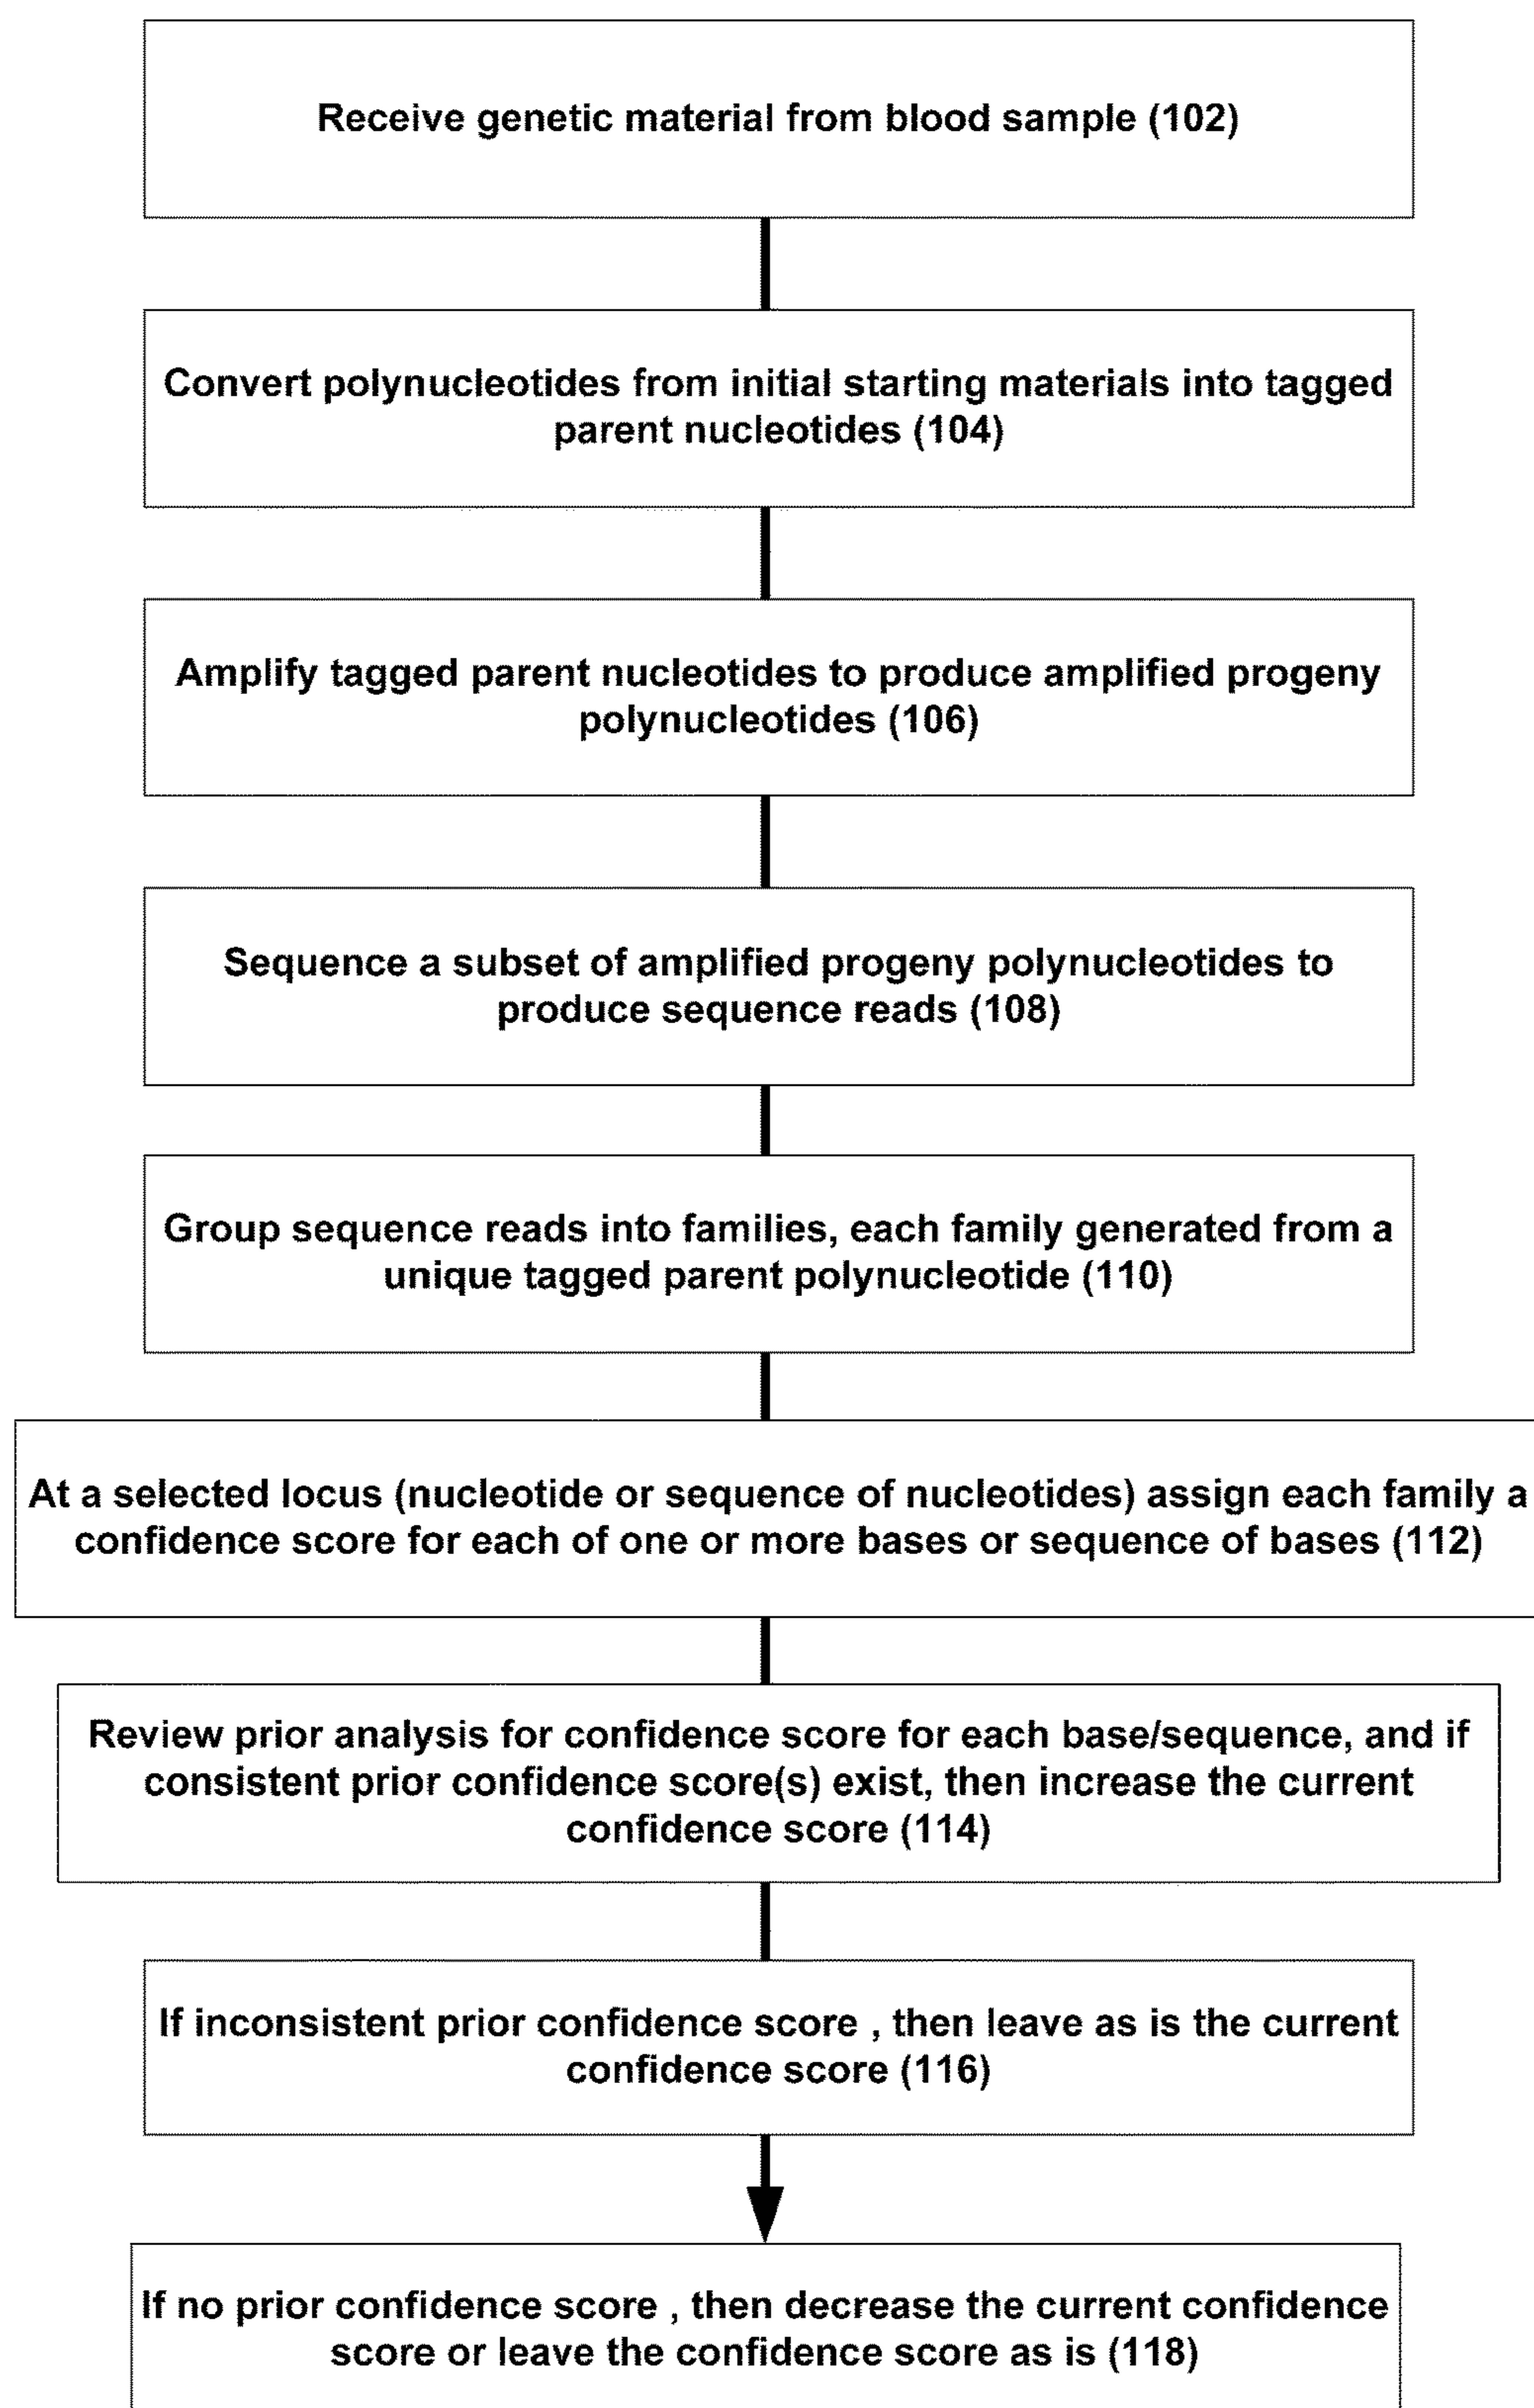 Receive genetic material from blood sample (102)
Convert polynucleotides from initial starting materials into tagged
parent nucleotides (104)
Amplify tagged parent nucleotides to produce amplified progeny
polynucleotides (106)
Sequence a subset of amplified progeny polynucleotides to
produce sequence reads (108)
Group sequence reads into families, each family generated from a
unique tagged parent polynucleotide (110)
At a selected locus (nucleotide or sequence of nucleotides) assign each family a
confidence score for each of one or more bases or sequence of bases (112)
Review prior analysis for confidence score for each base/sequence, and if
consistent prior confidence score(s) exist, then increase the current
confidence score (114)
If inconsistent prior confidence score , then leave as is the current
confidence score (116)
If no prior confidence score , then decrease the current confidence
score or leave the confidence score as is (118)